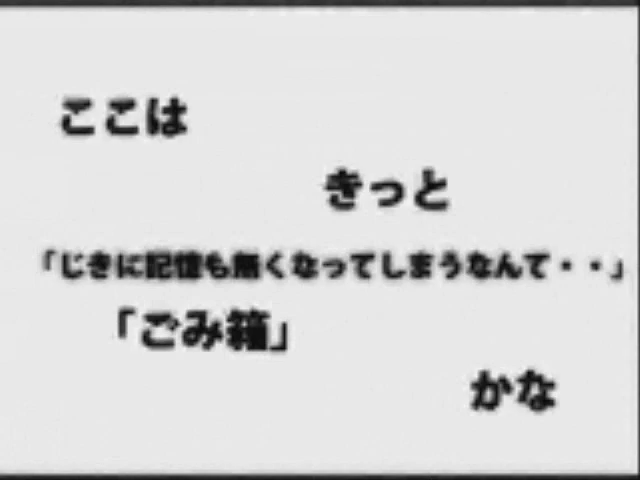 ここは
きっと
「じきに記憶も無くなってしまうなんて・・」
「ごみ箱」
かな